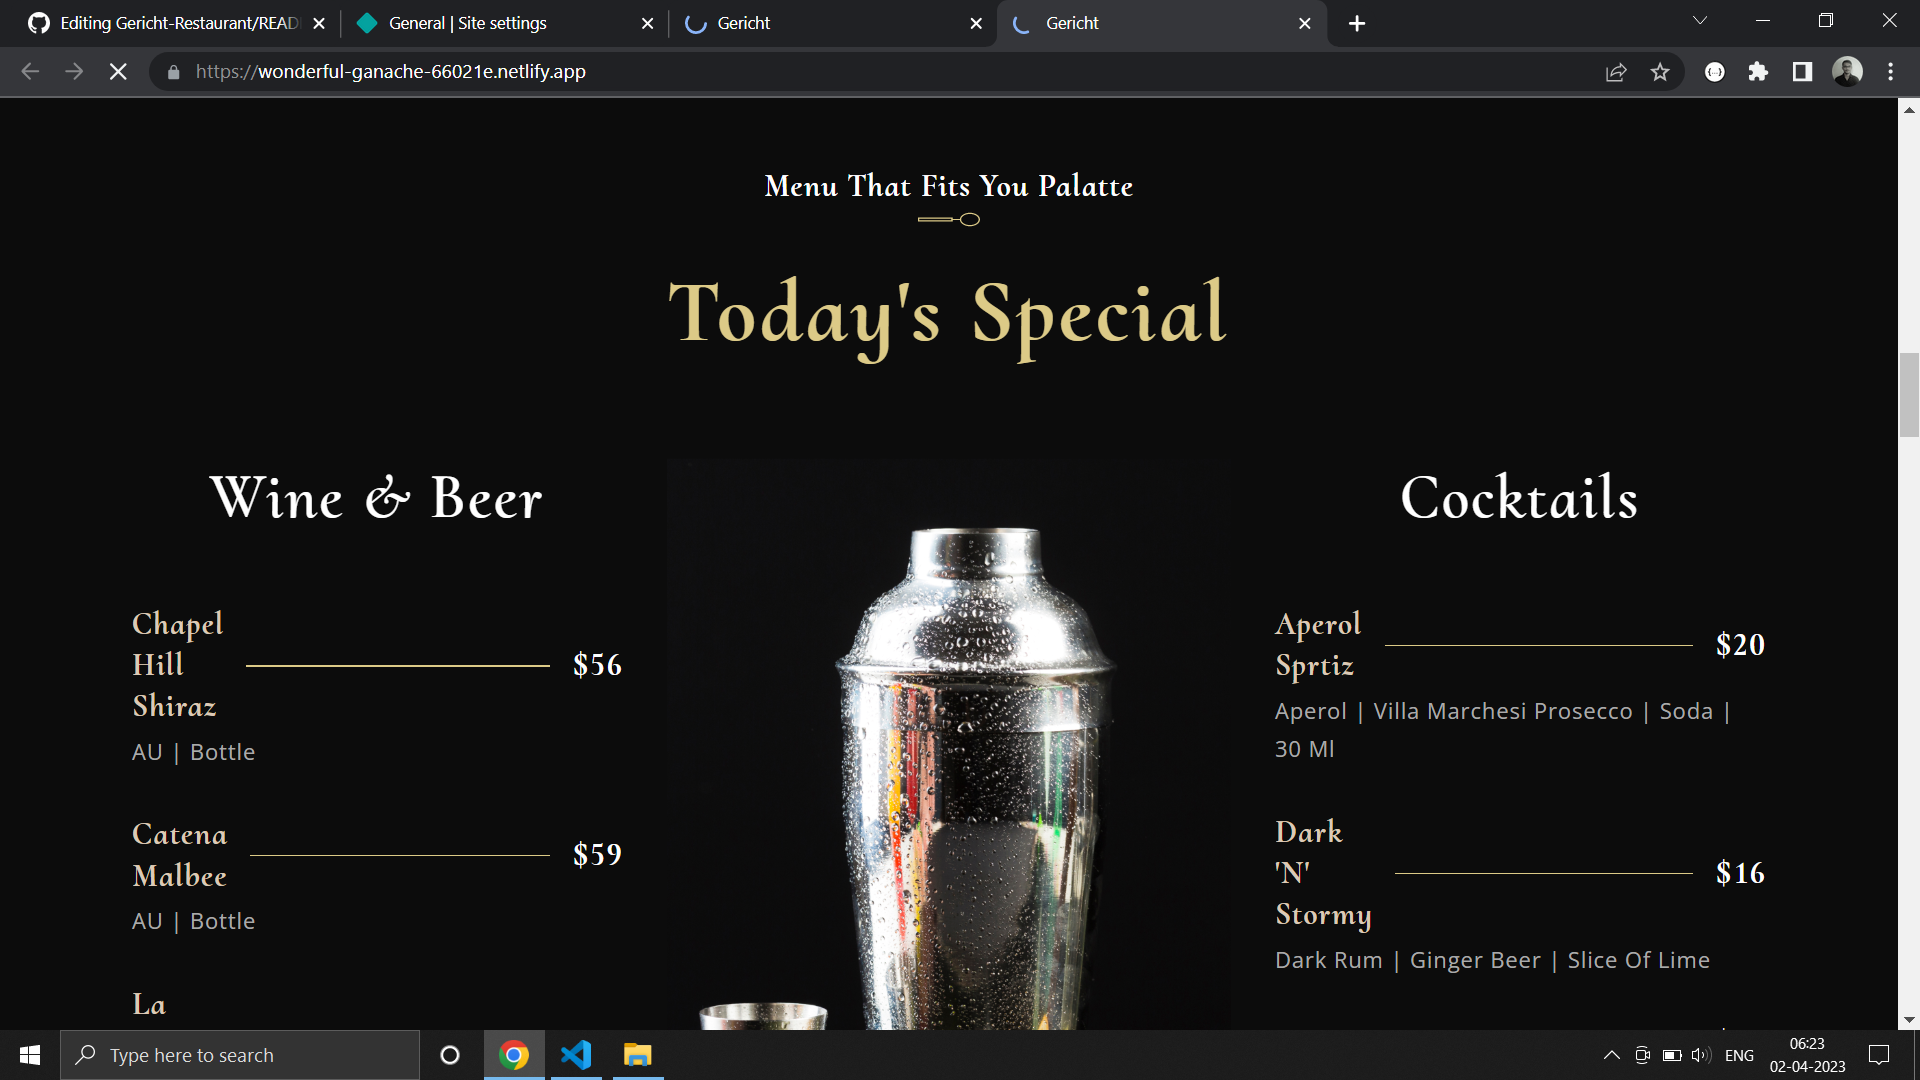 Editing Gericht-Restaurant/READ
General | Site settings
Gericht
Gericht
https://wonderful-ganache-66021e.netlify.app
Menu That Fits You Palatte
Today's Special
Wine & Beer
Chapel
Hill
Shiraz
$56
AU | Bottle
Catena
Malbee
$59
AU | Bottle
La
Cocktails
Aperol
Sprtiz
$20
Aperol | Villa Marchesi Prosecco | Soda |
30 Ml
Dark
'N'
Stormy
$16
Dark Rum | Ginger Beer | Slice Of Lime
Type here to search
ENG
06:23
02-04-2023